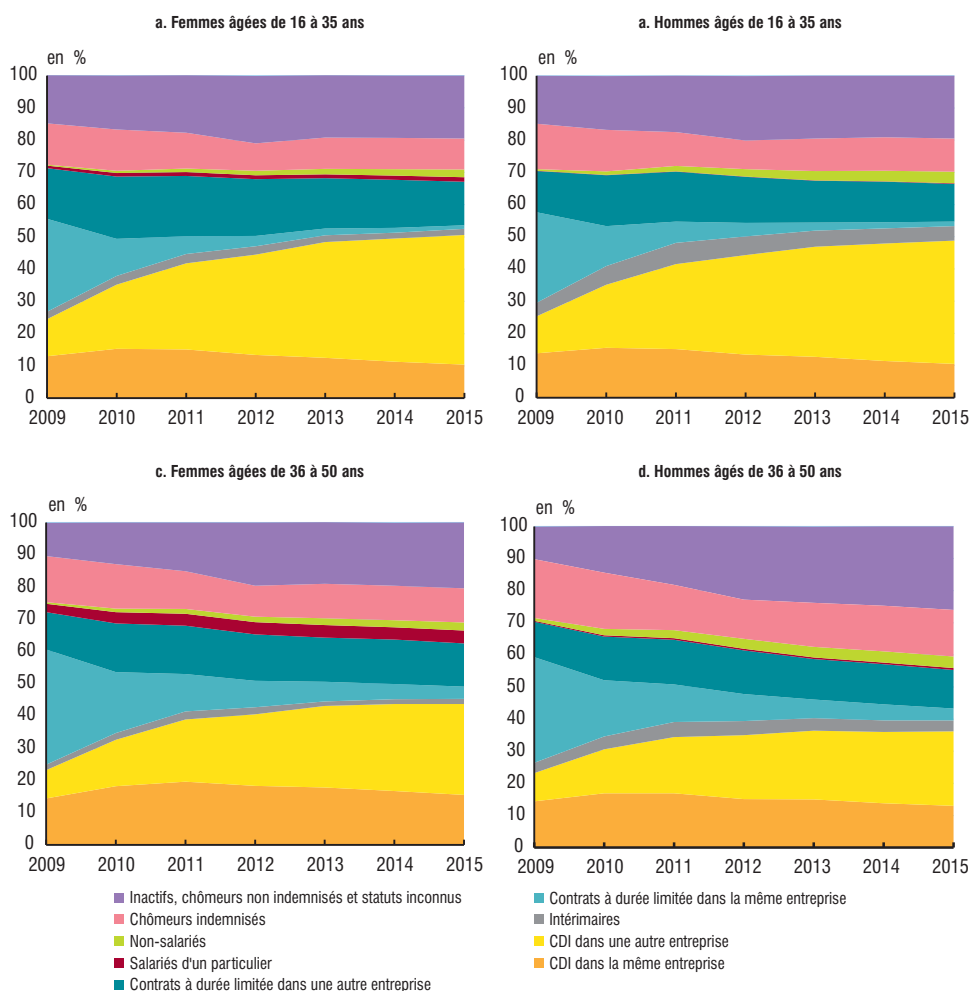 a. Femmes âgées de 16 à 35 ans
en %
100
90
80
70
60
50
40
30
20
10
0
2009 2010 2011 2012 2013 2014 2015
a. Hommes âgés de 16 à 35 ans
en %
100
90
80
70
60
50
40
30
20
10
0
2009 2010 2011 2012 2013 2014 2015
c. Femmes âgées de 36 à 50 ans
en %
100
90
80
70
60
50
40
30
20
10
0
2009 2010 2011 2012 2013 2014 2015
d. Hommes âgés de 36 à 50 ans
en %
100
90
80
70
60
50
40
30
20
10
0
2009 2010 2011 2012 2013 2014 2015
Inactifs, chômeurs non indemnisés et statuts inconnus
Chômeurs indemnisés
Non-salariés
Salariés d'un particulier
Contrats à durée limitée dans une autre entreprise
Contrats à durée limitée dans la même entreprise
Intérimaires
CDI dans une autre entreprise
CDI dans la même entreprise